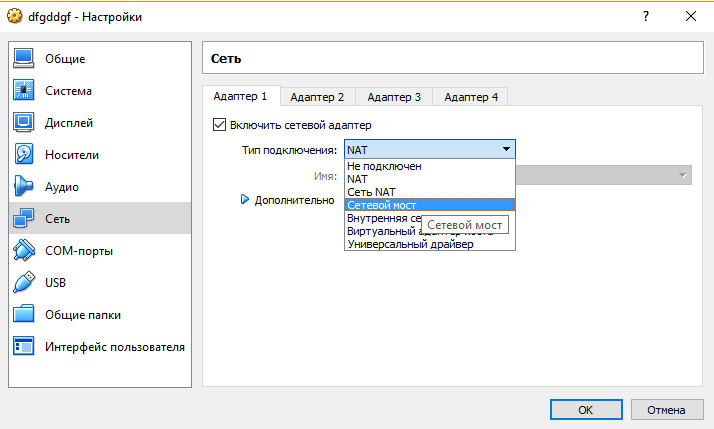 dfgddgf - Настройки
?
Общие
Система
Дисплей
Носители
Аудио
Сеть
COM-порты
USB
Общие папки
Интерфейс пользователя
Сеть
Адаптер 1 Адаптер 2 Адаптер 3 Адаптер 4
Включить сетевой адаптер
Тип подключения: NAT
Не подключен
Имя:
NAT
Сеть NAT
Дополнительно
Сетевой мост
Внутренняя се
Сетевой мост
Виртуальный
Универсальный драйвер
OK Отмена